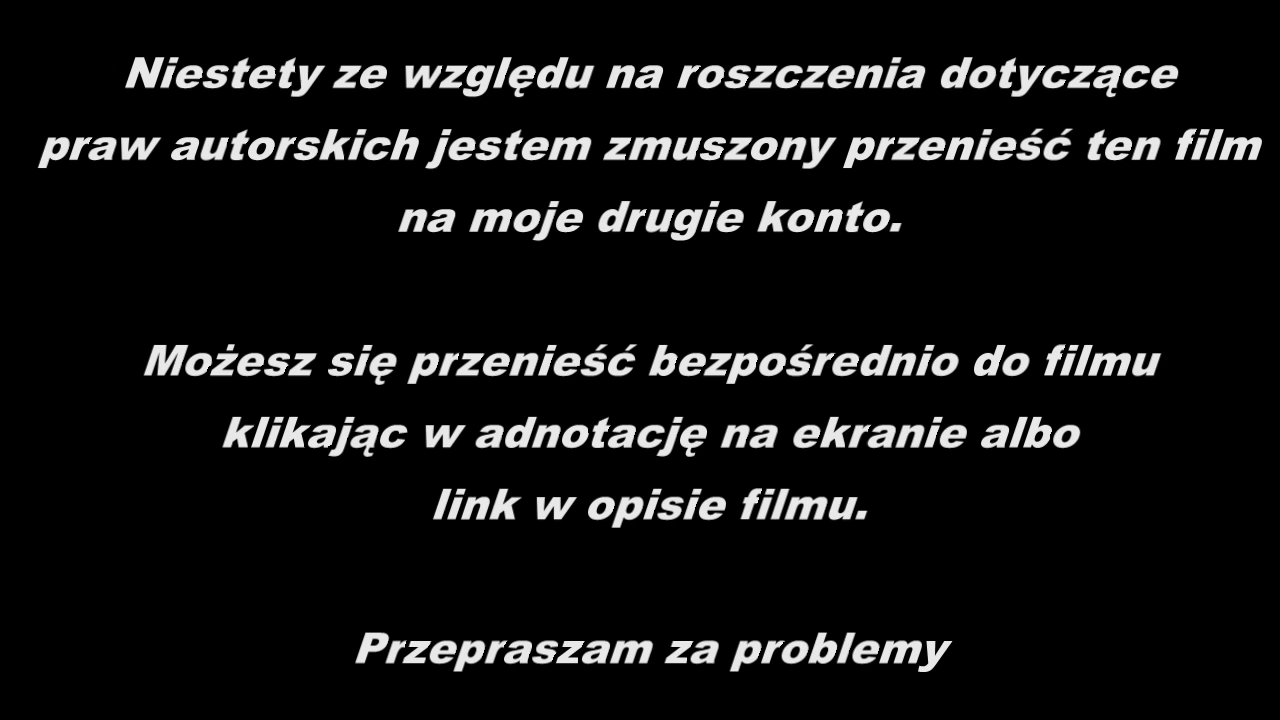 Niestety ze względu na roszczenia dotyczące
praw autorskich jestem zmuszony przenieść ten film
na moje drugie konto.
Możesz się przenieść bezpośrednio do filmu
klikając w adnotację na ekranie albo
link w opisie filmu.
Przepraszam za problemy